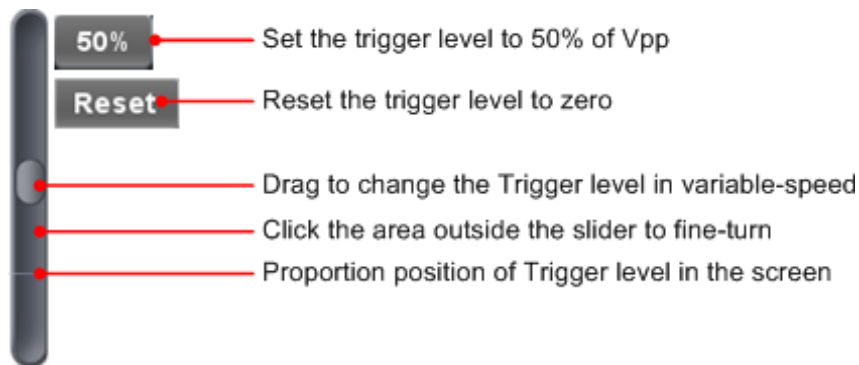 50% Set the trigger level to 50% of Vpp
Reset Reset the trigger level to zero
Drag to change the Trigger level in variable-speed
Click the area outside the slider to fine-turn
Proportion position of Trigger level in the screen